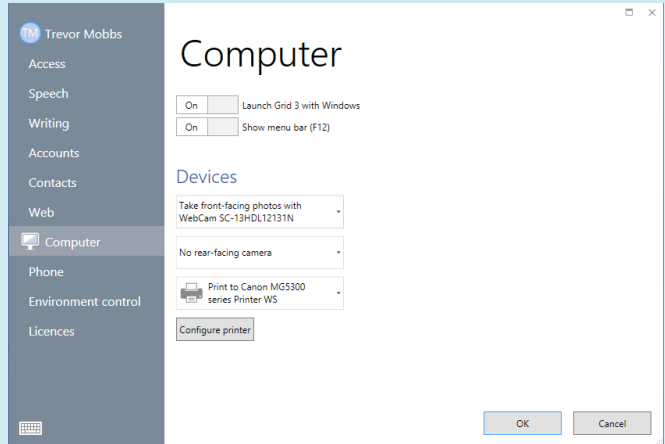 TM Trevor Mobbs
Access
Speech
Writing
Accounts
Contacts
Web
Computer
Phone
Environment control
Licences
Computer
On Launch Grid 3 with Windows
On Show menu bar (F12)
Devices
Take front-facing photos with
WebCam SC-13HDL12131N
No rear-facing camera
Print to Canon MG5300
series Printer WS
Configure printer
OK Cancel